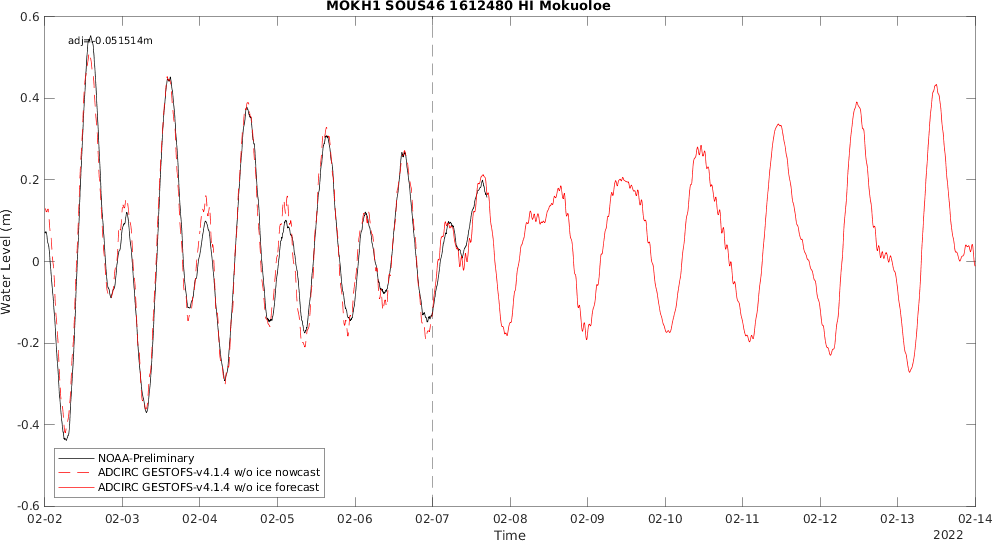 MOKH1 SOUS46 1612480 HI Mokuoloe
adj=-0.051514m
0.6
0.4
0.2
0
-0.2
-0.4
-0.6
Water Level (m)
NOAA-Preliminary
ADCIRC GESTOFS-v4.1.4 w/o ice nowcast
ADCIRC GESTOFS-v4.1.4 w/o ice forecast
02-02 02-03 02-04 02-05 02-06 02-07 02-08 02-09 02-10 02-11 02-12 02-13 02-14
Time
2022